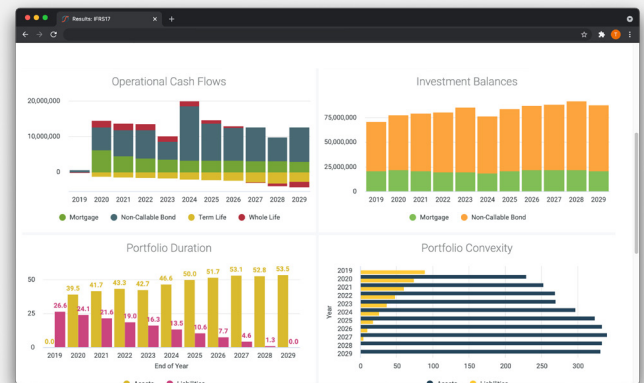 Results: IFRS17
Operational Cash Flows
20,000,000
10,000,000
0
2019 2020 2021 2022 2023 2024 2025 2026 2027 2028 2029
Mortgage Non-Callable Bond Term Life Whole Life
Investment Balances
75,000,000
50,000,000
25,000,000
0
2019 2020 2021 2022 2023 2024 2025 2026 2027 2028 2029
Mortgage Non-Callable Bond
Portfolio Duration
50
25
0
0.0 39.5 41.7 43.3 42.7 46.6 50.0 51.7 53.1 52.8 53.5
26.6 24.1 21.6 19.0 16.3 13.5 10.6 7.7 4.6 1.3 0.0
2019 2020 2021 2022 2023 2024 2025 2026 2027 2028 2029
End of Year
Assets Liabilities
Portfolio Convexity
Year
2019
2020
2021
2022
2023
2024
2025
2026
2027
2028
2029
0 50 100 150 200 250 300
Assets Liabilities